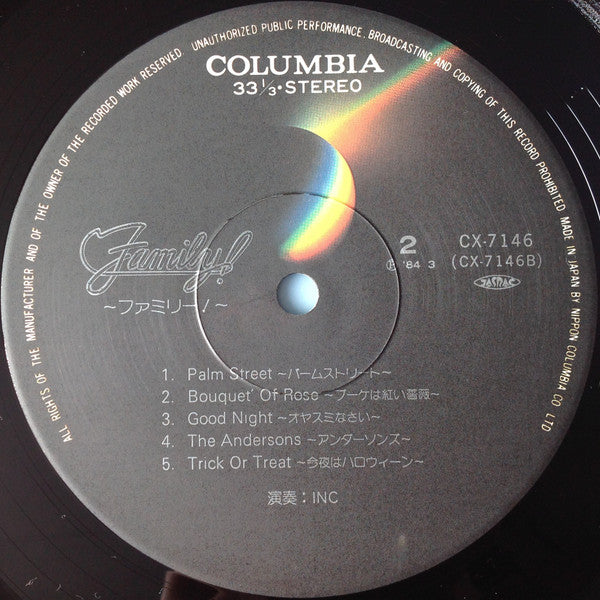 ALL RIGHTS OF THE MANUFACTURER AND OF THE OWNER OF THE RECORDED WORK RESERVED. UNAUTHORIZED PUBLIC PERFORMANCE. BROADCASTING AND COPYING OF THIS RECORD PROHIBITED MADE IN JAPAN BY NIPPON COLUMBIA CO. LTD
COLUMBIA
33 1/3・STEREO
Family!
〜ファミリー!〜
2
CX-7146
Ⓟ '84 3
(CX-7146B)
JASRAC
1. Palm Street 〜パームストリート〜
2. Bouquet' Of Rose 〜ブーケは紅い薔薇〜
3. Good Night 〜オヤスミなさい〜
4. The Andersons 〜アンダーソンズ〜
5. Trick Or Treat 〜今夜はハロウィーン〜
演奏:INC